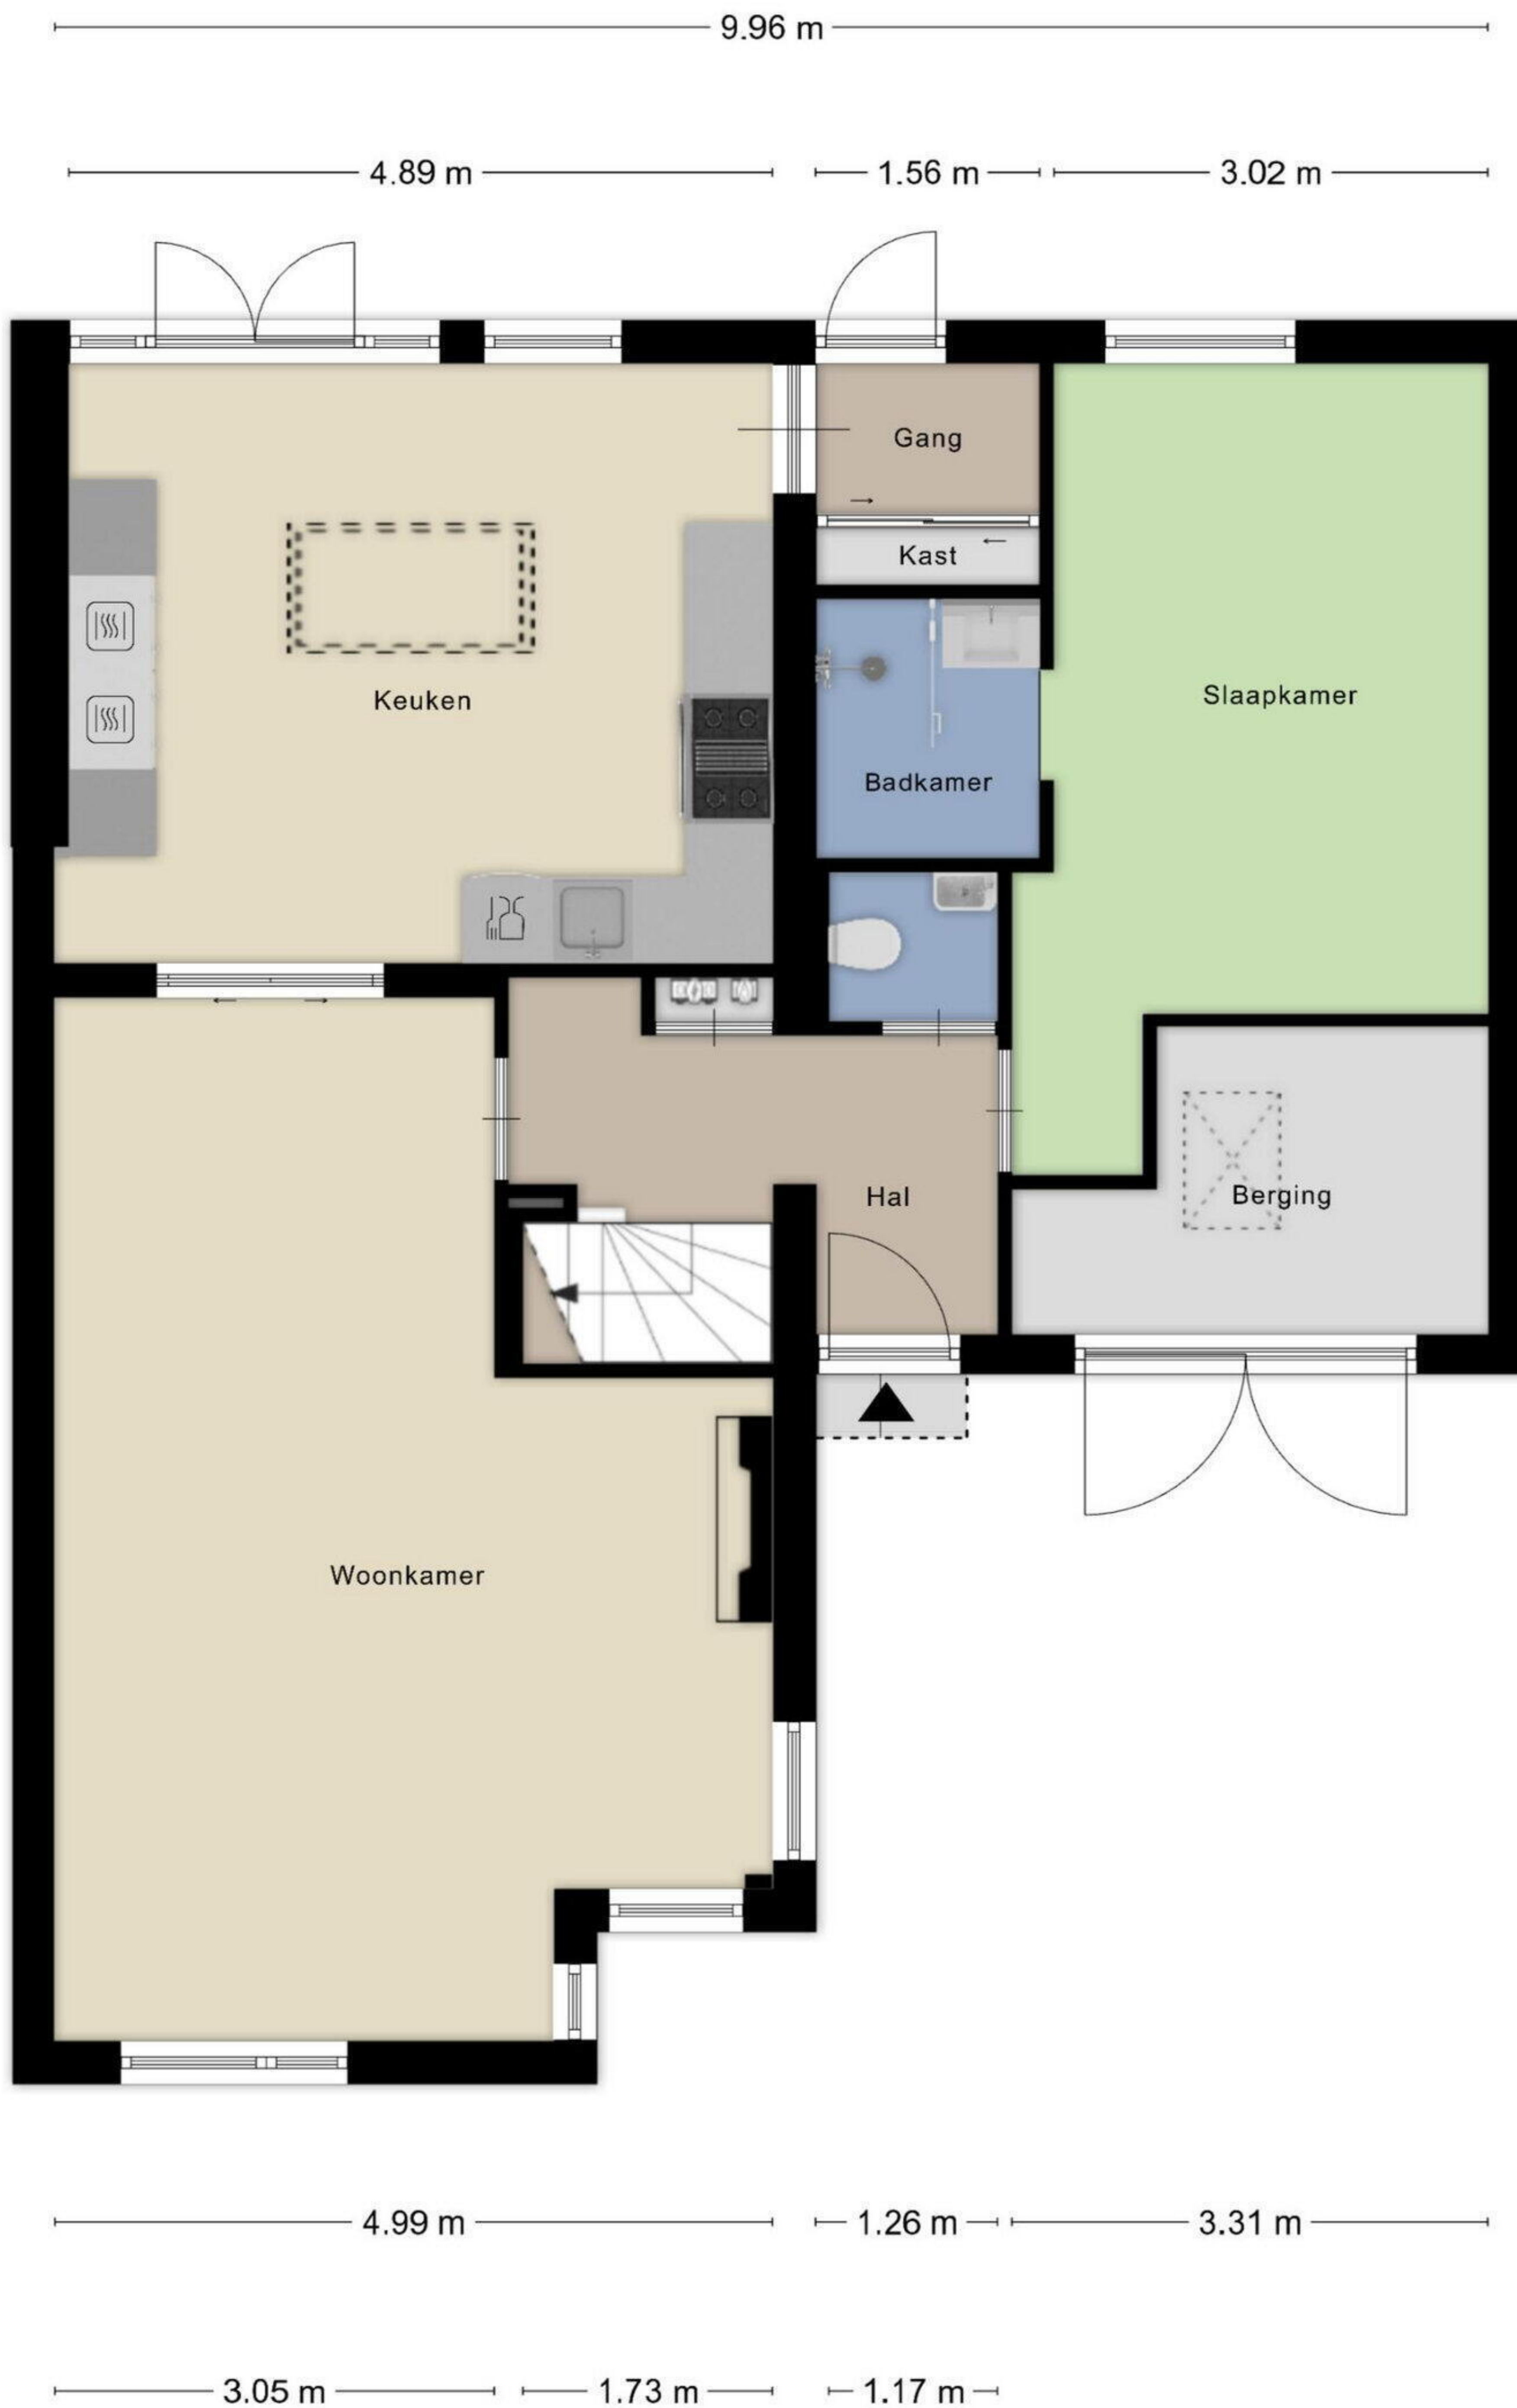 9.96 m
4.89 m
1.56 m
3.02 m
Gang
Kast
Keuken
Slaapkamer
Badkamer
Hal
Berging
Woonkamer
4.99 m
1.26 m
3.31 m
3.05 m
1.73 m
1.17 m